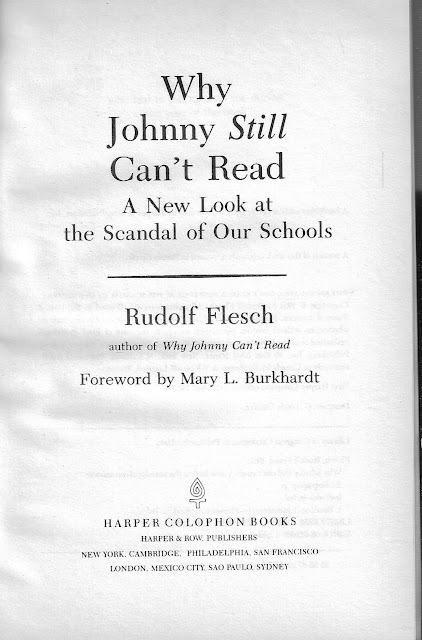 Why
Johnny Still
Can't Read
A New Look at
the Scandal of Our Schools
Rudolf Flesch
author of Why Johnny Can't Read
Foreword by Mary L. Burkhardt
HARPER COLOPHON BOOKS
HARPER & ROW, PUBLISHERS
NEW YORK, CAMBRIDGE, PHILADELPHIA, SAN FRANCISCO
LONDON, MEXICO CITY, SAO PAULO, SYDNEY